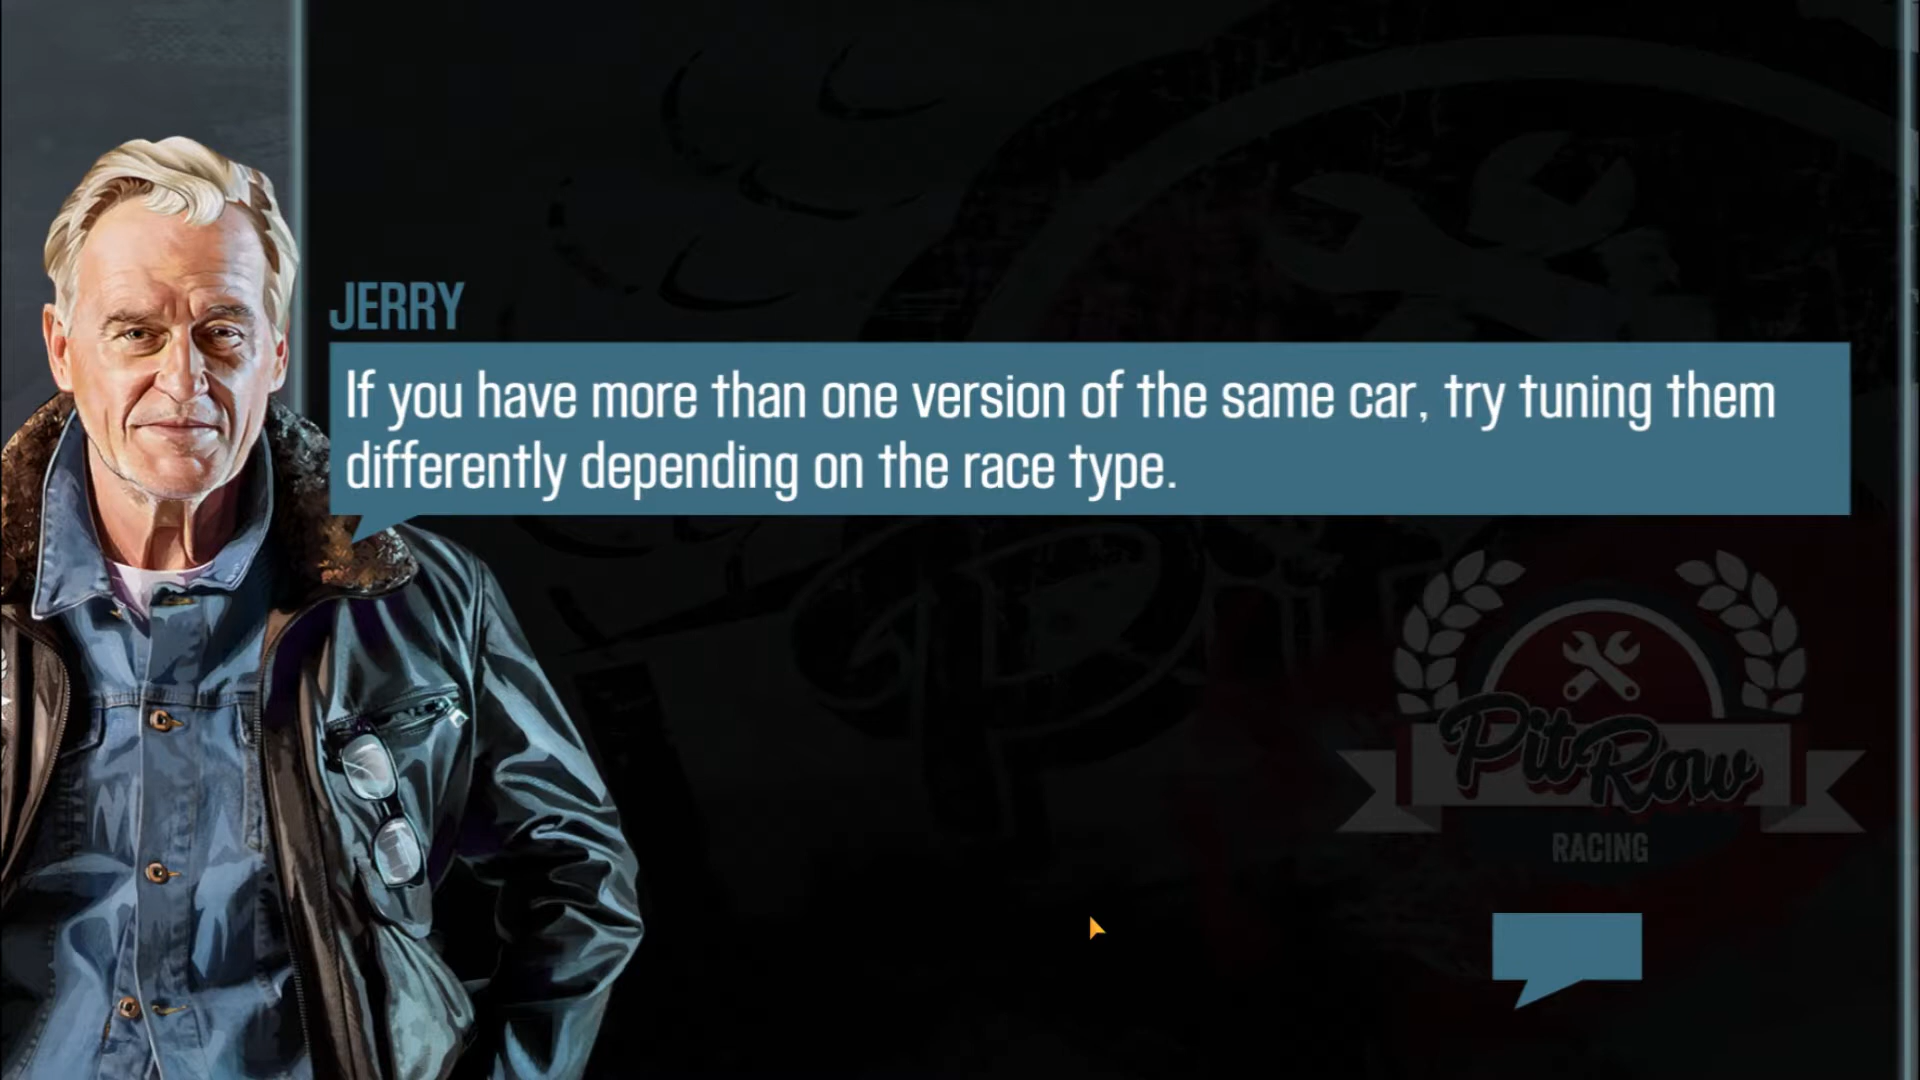 JERRY
If you have more than one version of the same car, try tuning them
differently depending on the race type.
Pit Row
RACING